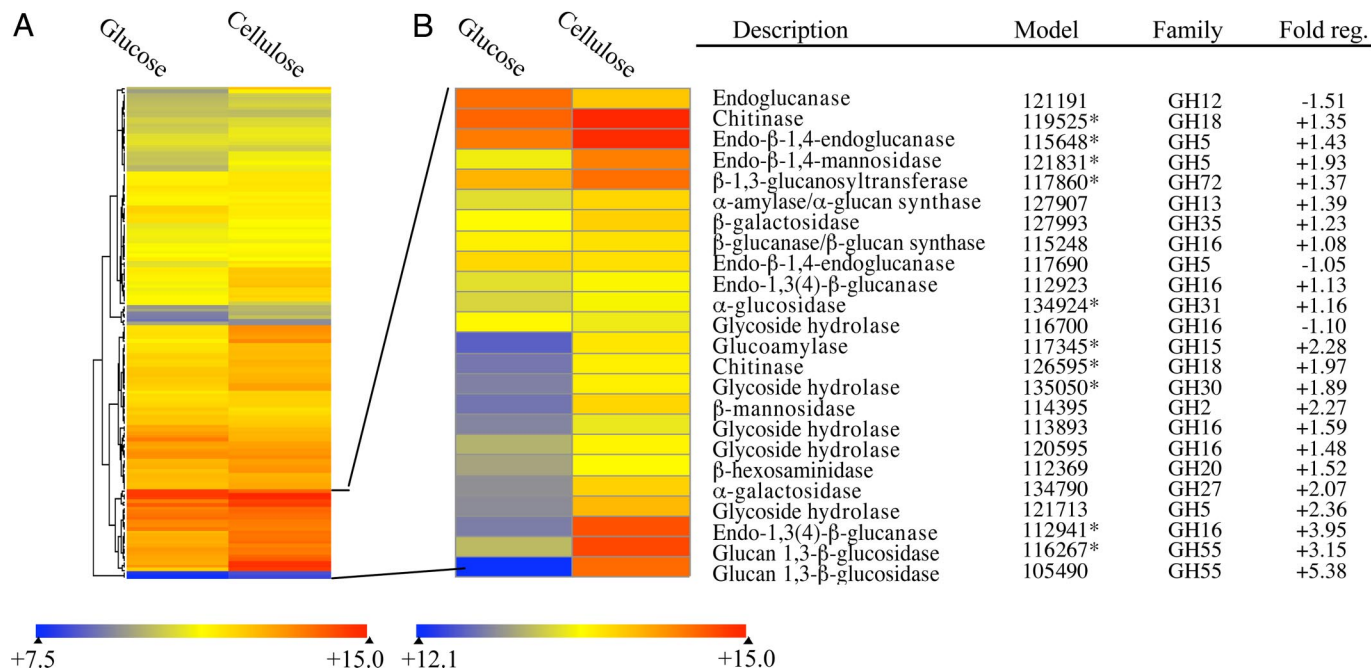 A
Glucose
Cellulose
B
Glucose
Cellulose
Description Model Family Fold reg.
Endoglucanase 121191 GH12 -1.51
Chitinase 119525* GH18 +1.35
Endo-β-1,4-endoglucanase 115648* GH5 +1.43
Endo-β-1,4-mannosidase 121831* GH5 +1.93
β-1,3-glucanosyltransferase 117860* GH72 +1.37
α-amylase/α-glucan synthase 127907 GH13 +1.39
β-galactosidase 127993 GH35 +1.23
β-glucanase/β-glucan synthase 115248 GH16 +1.08
Endo-β-1,4-endoglucanase 117690 GH5 -1.05
Endo-1,3(4)-β-glucanase 112923 GH16 +1.13
α-glucosidase 134924* GH31 +1.16
Glycoside hydrolase 116700 GH16 -1.10
Glucoamylase 117345* GH15 +2.28
Chitinase 126595* GH18 +1.97
Glycoside hydrolase 135050* GH30 +1.89
β-mannosidase 114395 GH2 +2.27
Glycoside hydrolase 113893 GH16 +1.59
Glycoside hydrolase 120595 GH16 +1.48
β-hexosaminidase 112369 GH20 +1.52
α-galactosidase 134790 GH27 +2.07
Glycoside hydrolase 121713 GH5 +2.36
Endo-1,3(4)-β-glucanase 112941* GH16 +3.95
Glucan 1,3-β-glucosidase 116267* GH55 +3.15
Glucan 1,3-β-glucosidase 105490 GH55 +5.38
+7.5 +15.0 +12.1 +15.0